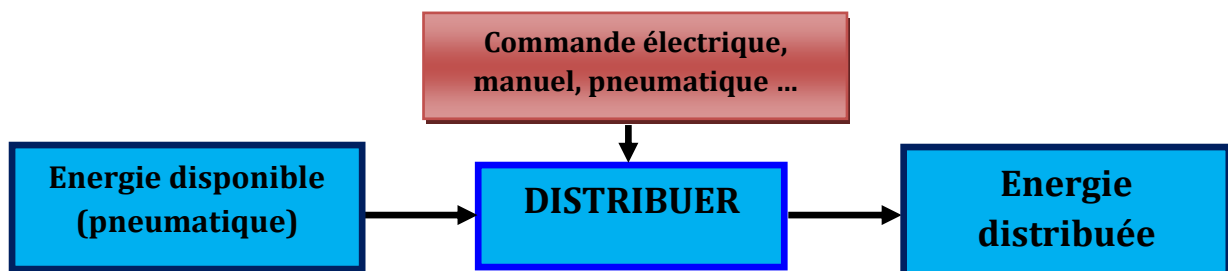 Commande électrique,
manuel, pneumatique ...
Energie disponible
(pneumatique)
DISTRIBUER
Energie
distribuée